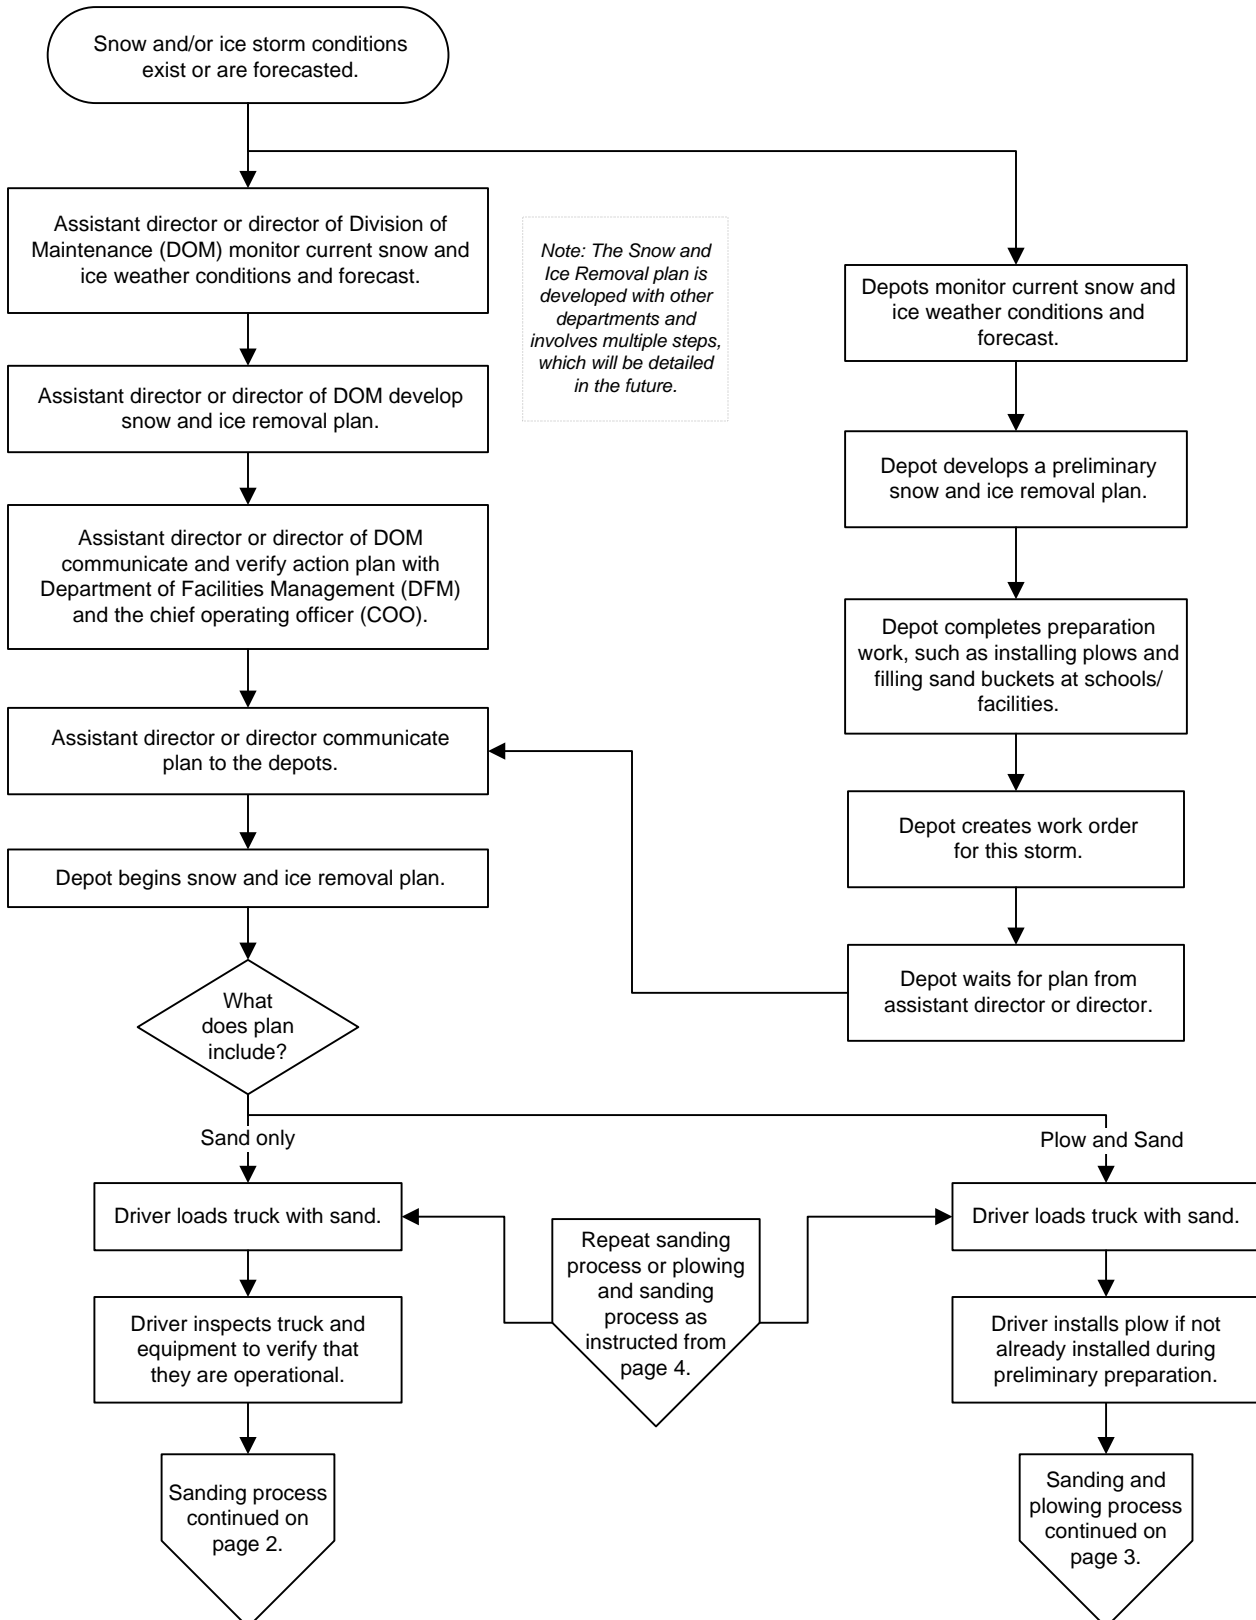 Snow and/or ice storm conditions
exist or are forecasted.
Assistant director or director of Division of
Maintenance (DOM) monitor current snow and
ice weather conditions and forecast.
Note: The Snow and
Ice Removal plan is
developed with other
departments and
involves multiple steps,
which will be detailed
in the future.
Depots monitor current snow and
ice weather conditions and
forecast.
Assistant director or director of DOM develop
snow and ice removal plan.
Depot develops a preliminary
snow and ice removal plan.
Assistant director or director of DOM
communicate and verify action plan with
Department of Facilities Management (DFM)
and the chief operating officer (COO).
Depot completes preparation
work, such as installing plows and
filling sand buckets at schools/
facilities.
Assistant director or director communicate
plan to the depots.
Depot creates work order
for this storm.
Depot begins snow and ice removal plan.
Depot waits for plan from
assistant director or director.
What
does plan
include?
Sand only
Plow and Sand
Driver loads truck with sand.
Repeat sanding
process or plowing
and sanding
process as
instructed from
page 4.
Driver loads truck with sand.
Driver inspects truck and
equipment to verify that
they are operational.
Driver installs plow if not
already installed during
preliminary preparation.
Sanding process
continued on
page 2.
Sanding and
plowing process
continued on
page 3.